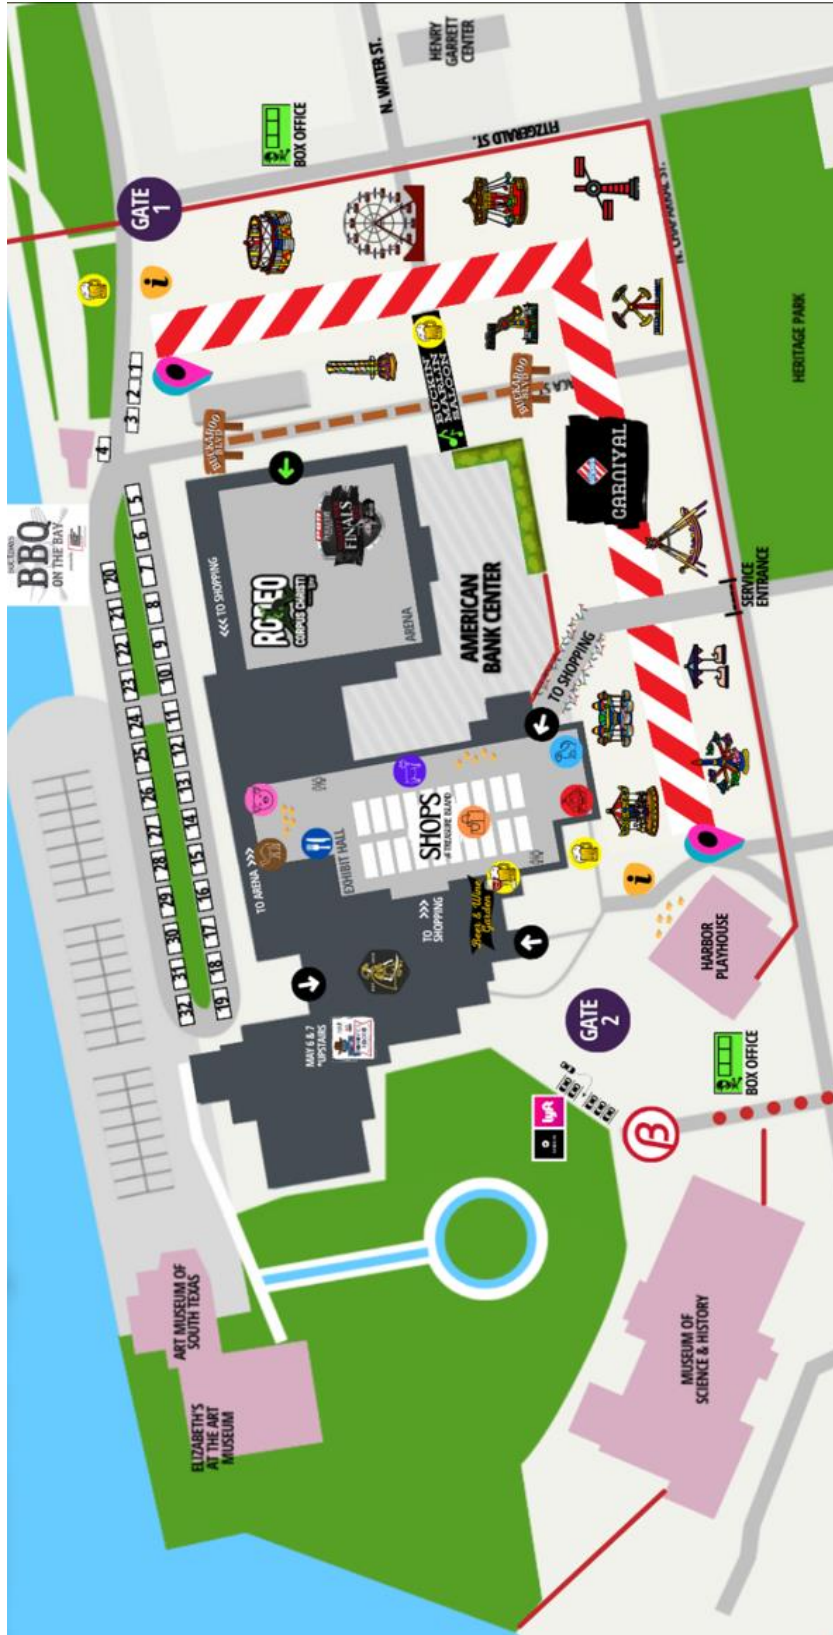 BBQ
ON THE BAY
ART MUSEUM OF
SOUTH TEXAS
ELIZABETH'S
AT THE ART
MUSEUM
32 31 30 29 28 27 26 25 24 23 22 21 20
19 18 17 16 15 14 13 12 11 10 9 8 7 6 5
4 3 2 1
i
GATE
1
BOX OFFICE
MAY 6 & 7
*UPSTAIRS
TO ARENA >>>
<<< TO SHOPPING
BUCKAROO
BLVD
RODEO
CORPUS CHRISTI
FINALS
ARENA
EXHIBIT HALL
TO
SHOPPING
>>>
SHOPS
Beer & Wine
Garden
AMERICAN
BANK CENTER
BUCKIN'
MARLIN
SALOON
BUCKAROO
BLVD
N. WATER ST.
HENRY
GARRETT
CENTER
FITZGERALD ST.
TO SHOPPING
CARNIVAL
lyft
GATE
2
i
B
HARBOR
PLAYHOUSE
BOX OFFICE
SERVICE
ENTRANCE
N. CHAPARRAL ST.
HERITAGE PARK
MUSEUM OF
SCIENCE & HISTORY